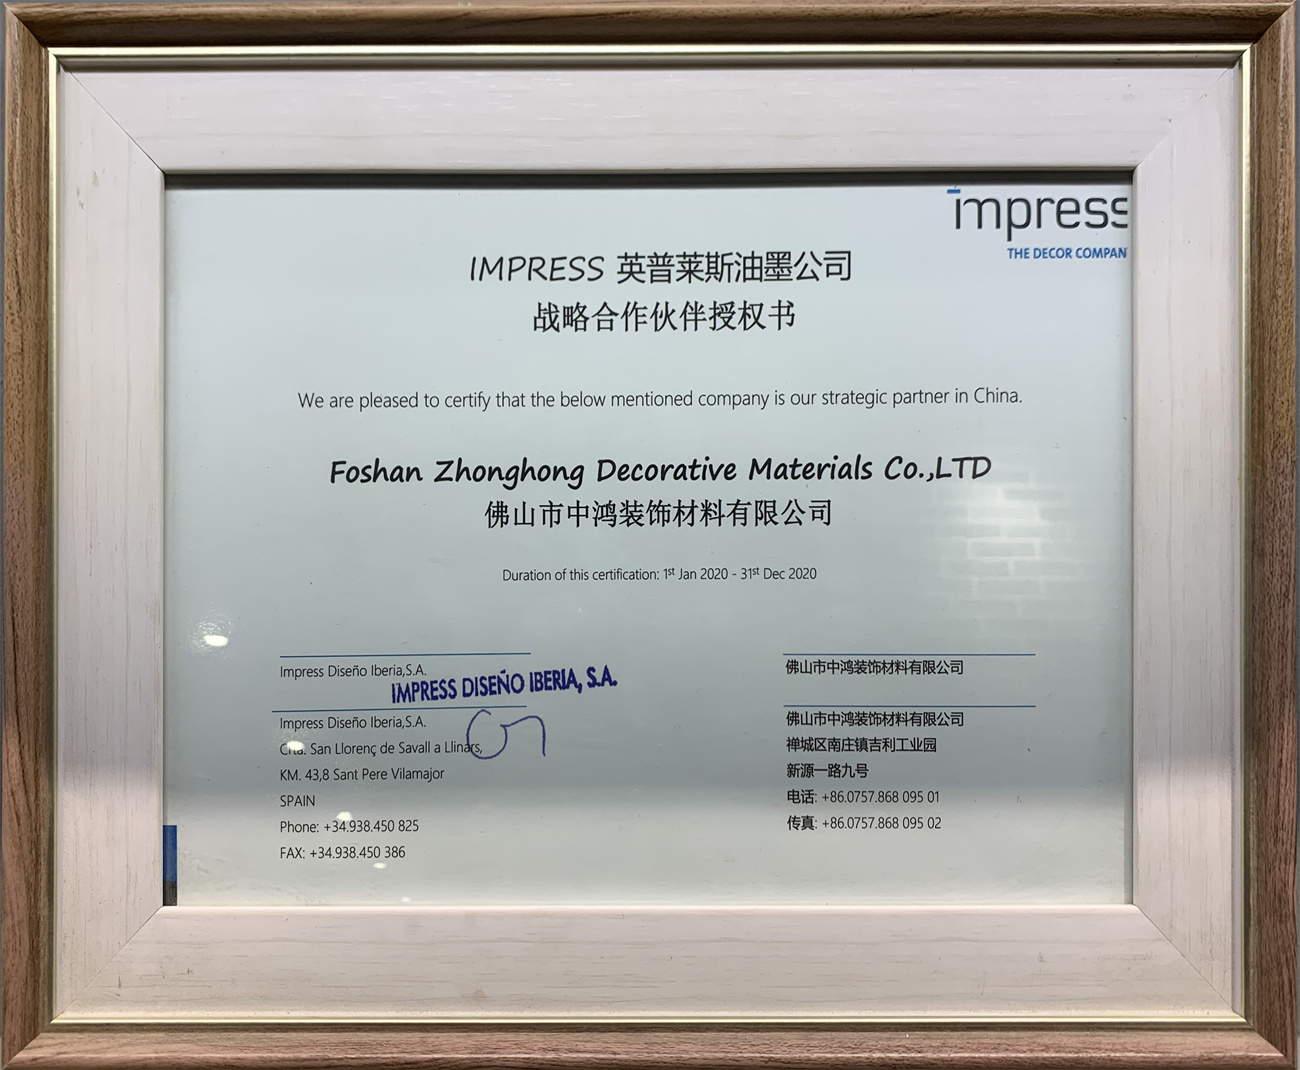 impress
THE DECOR COMPAN
IMPRESS 英普莱斯油墨公司
战略合作伙伴授权书
We are pleased to certify that the below mentioned company is our strategic partner in China.
Foshan Zhonghong Decorative Materials Co.,LTD
佛山市中鸿装饰材料有限公司
Duration of this certification: 1st Jan 2020 - 31st Dec 2020
Impress Diseño Iberia,S.A.
IMPRESS DISEÑO IBERIA, S.A.
Impress Diseño Iberia,S.A.
Crta. San Llorenç de Savall a Llinars,
KM. 43,8 Sant Pere Vilamajor
SPAIN
Phone: +34.938.450 825
FAX: +34.938.450 386
佛山市中鸿装饰材料有限公司
佛山市中鸿装饰材料有限公司
禅城区南庄镇吉利工业园
新源一路九号
电话: +86.0757.868 095 01
传真: +86.0757.868 095 02